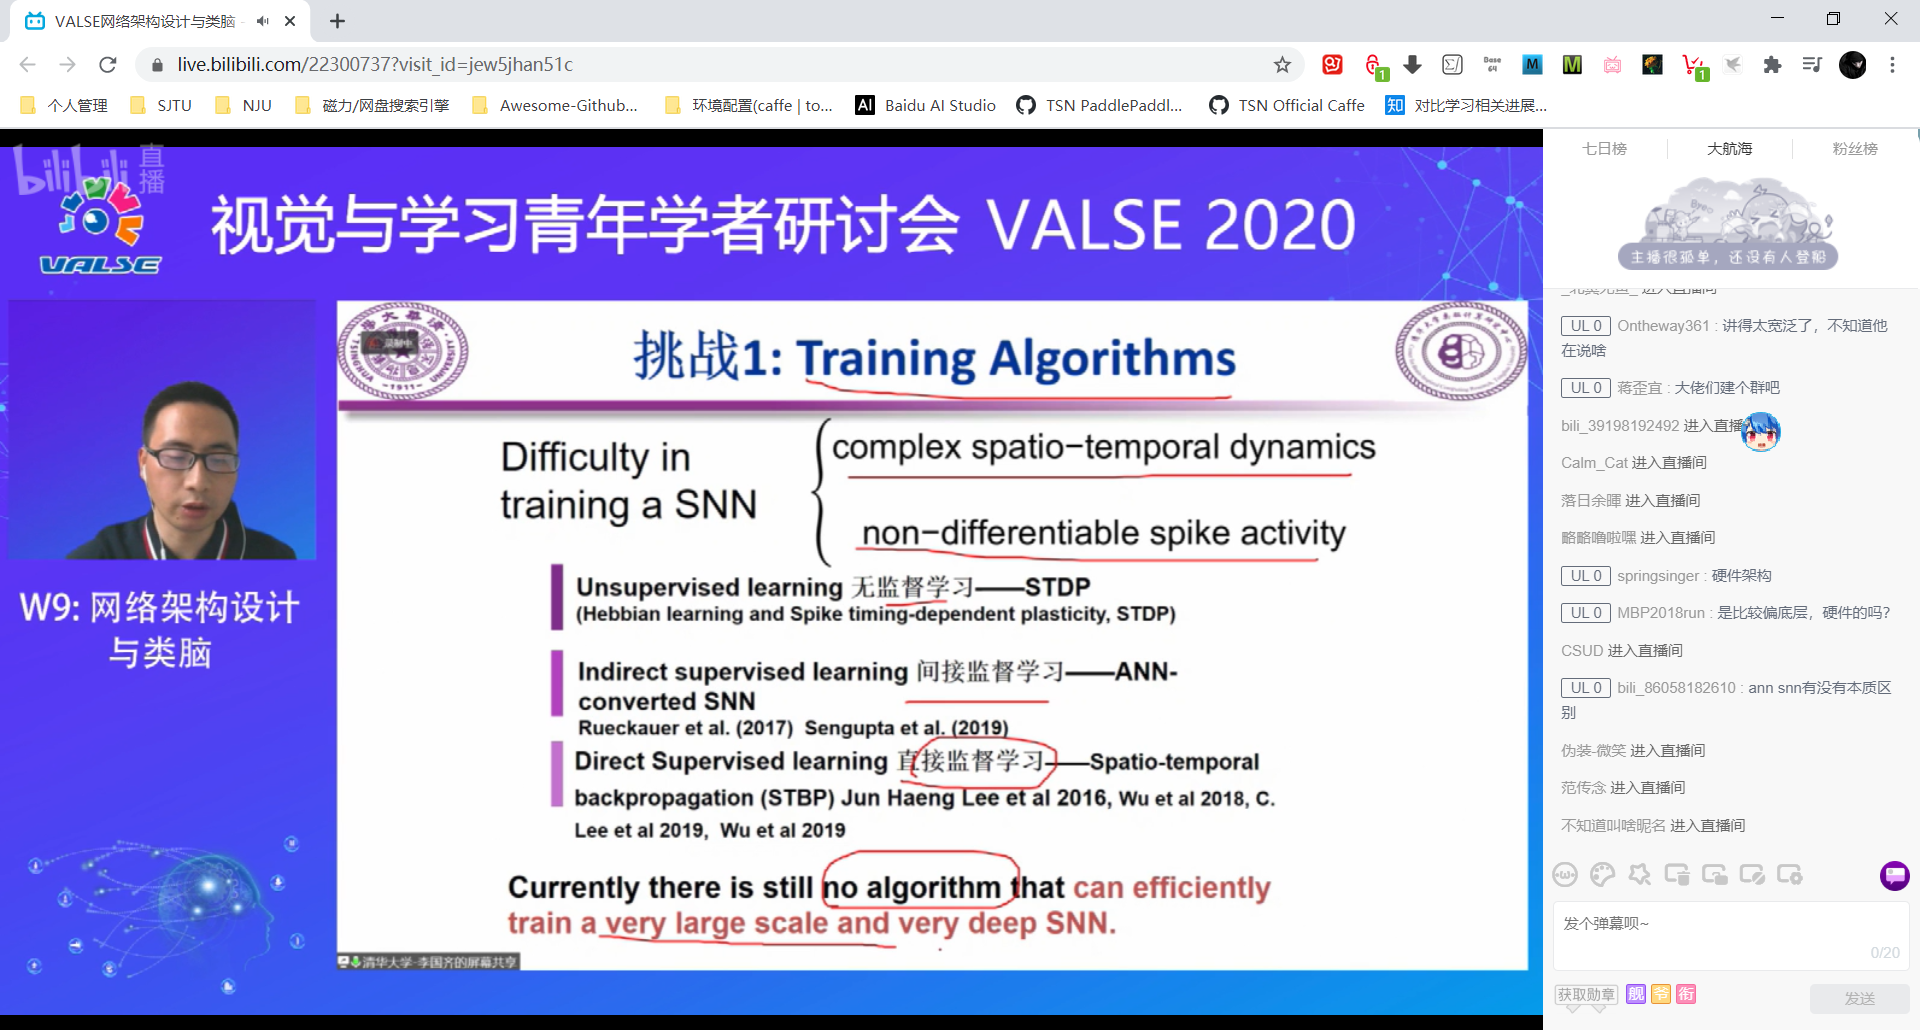 VALSE网络架构设计与类脑
live.bilibili.com/22300737?visit_id=jew5jhan51c
个人管理
SJTU
NJU
磁力/网盘搜索引擎
Awesome-Github...
环境配置(caffe | to...
Baidu AI Studio
TSN PaddlePaddl...
TSN Official Caffe
对比学习相关进展...
bilibili 直播
VALSE
视觉与学习青年学者研讨会 VALSE 2020
W9: 网络架构设计
与类脑
挑战1: Training Algorithms
Difficulty in
training a SNN
complex spatio-temporal dynamics
non-differentiable spike activity
Unsupervised learning 无监督学习——STDP
(Hebbian learning and Spike timing-dependent plasticity, STDP)
Indirect supervised learning 间接监督学习——ANN-
converted SNN
Rueckauer et al. (2017) Sengupta et al. (2019)
Direct Supervised learning 直接监督学习——Spatio-temporal
backpropagation (STBP) Jun Haeng Lee et al 2016, Wu et al 2018, C.
Lee et al 2019, Wu et al 2019
Currently there is still no algorithm that can efficiently
train a very large scale and very deep SNN.
清华大学-李国齐的屏幕共享
七日榜
大航海
粉丝榜
主播很孤单，还没有人登船
UL 0 Ontheway361 : 讲得太宽泛了，不知道他
在说啥
UL 0 蒋歪宜 : 大佬们建个群吧
bili_39198192492 进入直播
Calm_Cat 进入直播间
落日余暉 进入直播间
略略噜啦嘿 进入直播间
UL 0 springsinger : 硬件架构
UL 0 MBP2018run : 是比较偏底层，硬件的吗？
CSUD 进入直播间
UL 0 bili_86058182610 : ann snn有没有本质区
别
伪装-微笑 进入直播间
范传念 进入直播间
不知道叫啥昵名 进入直播间
发个弹幕呗~
0/20
获取勋章
舰
爷
衔
发送